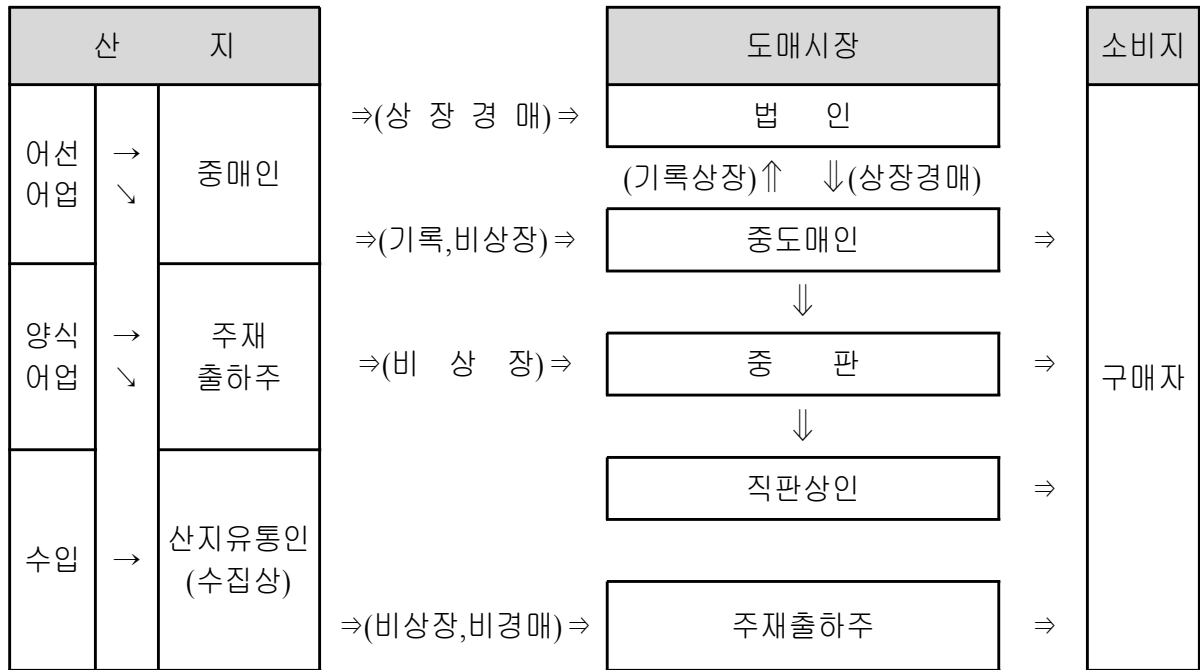 산 지 도매시장 소비지
⇒(상 장 경 매)⇒ 법 인
어선 → 중매인
어업 ↘
(기록상장)⇑ ⇓(상장경매)
⇒(기록,비상장)⇒ 중도매인 ⇒
⇓
양식 → 주재
어업 ↘ 출하주
⇒(비 상 장)⇒ 중 판 ⇒
구매자
⇓
직판상인 ⇒
수입 → 산지유통인
(수집상)
⇒(비상장,비경매)⇒ 주재출하주 ⇒